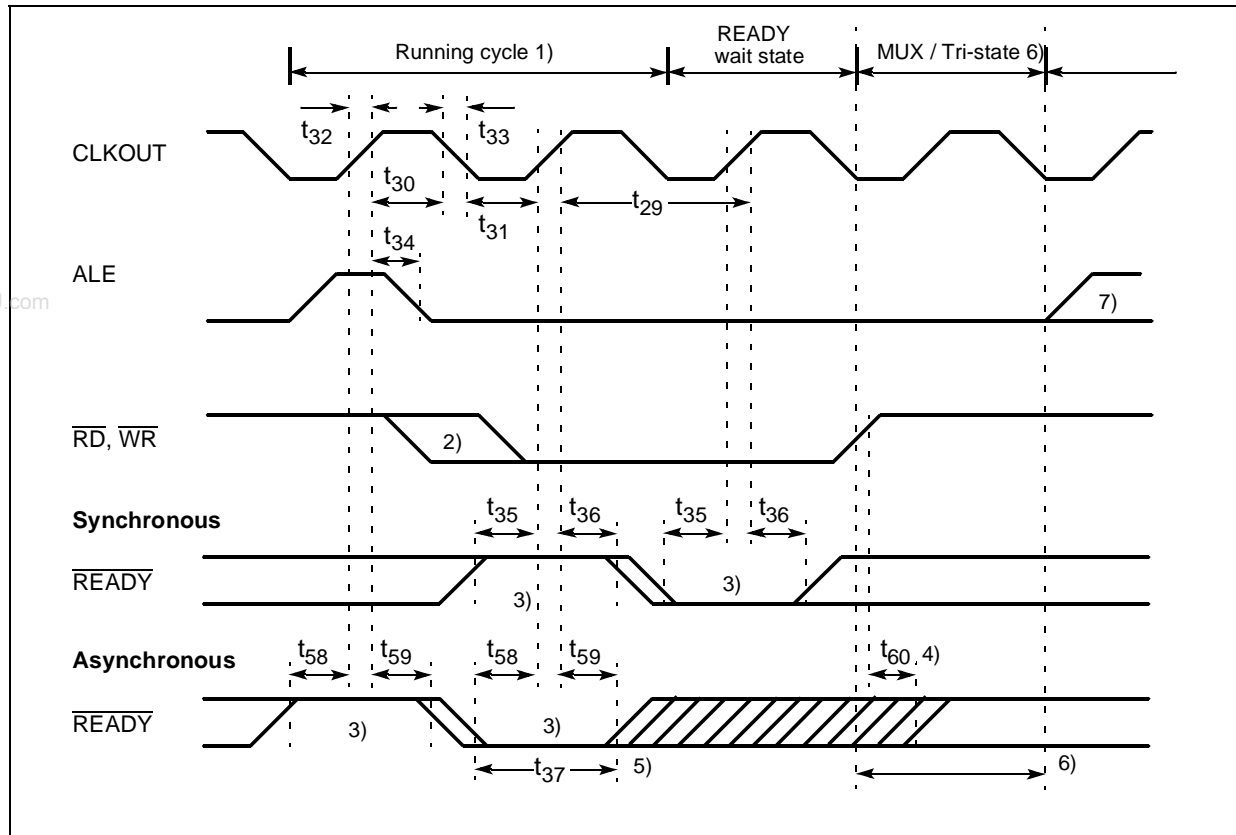 Running cycle 1)
READY
wait state
MUX / Tri-state 6)
CLKOUT
t32
t33
t30
t31
t29
t34
ALE
7)
.com
RD, WR
2)
Synchronous
t35
t36
t35
t36
READY
3)
3)
Asynchronous
t58
t59
t58
t59
t60
4)
READY
3)
3)
t37
5)
6)